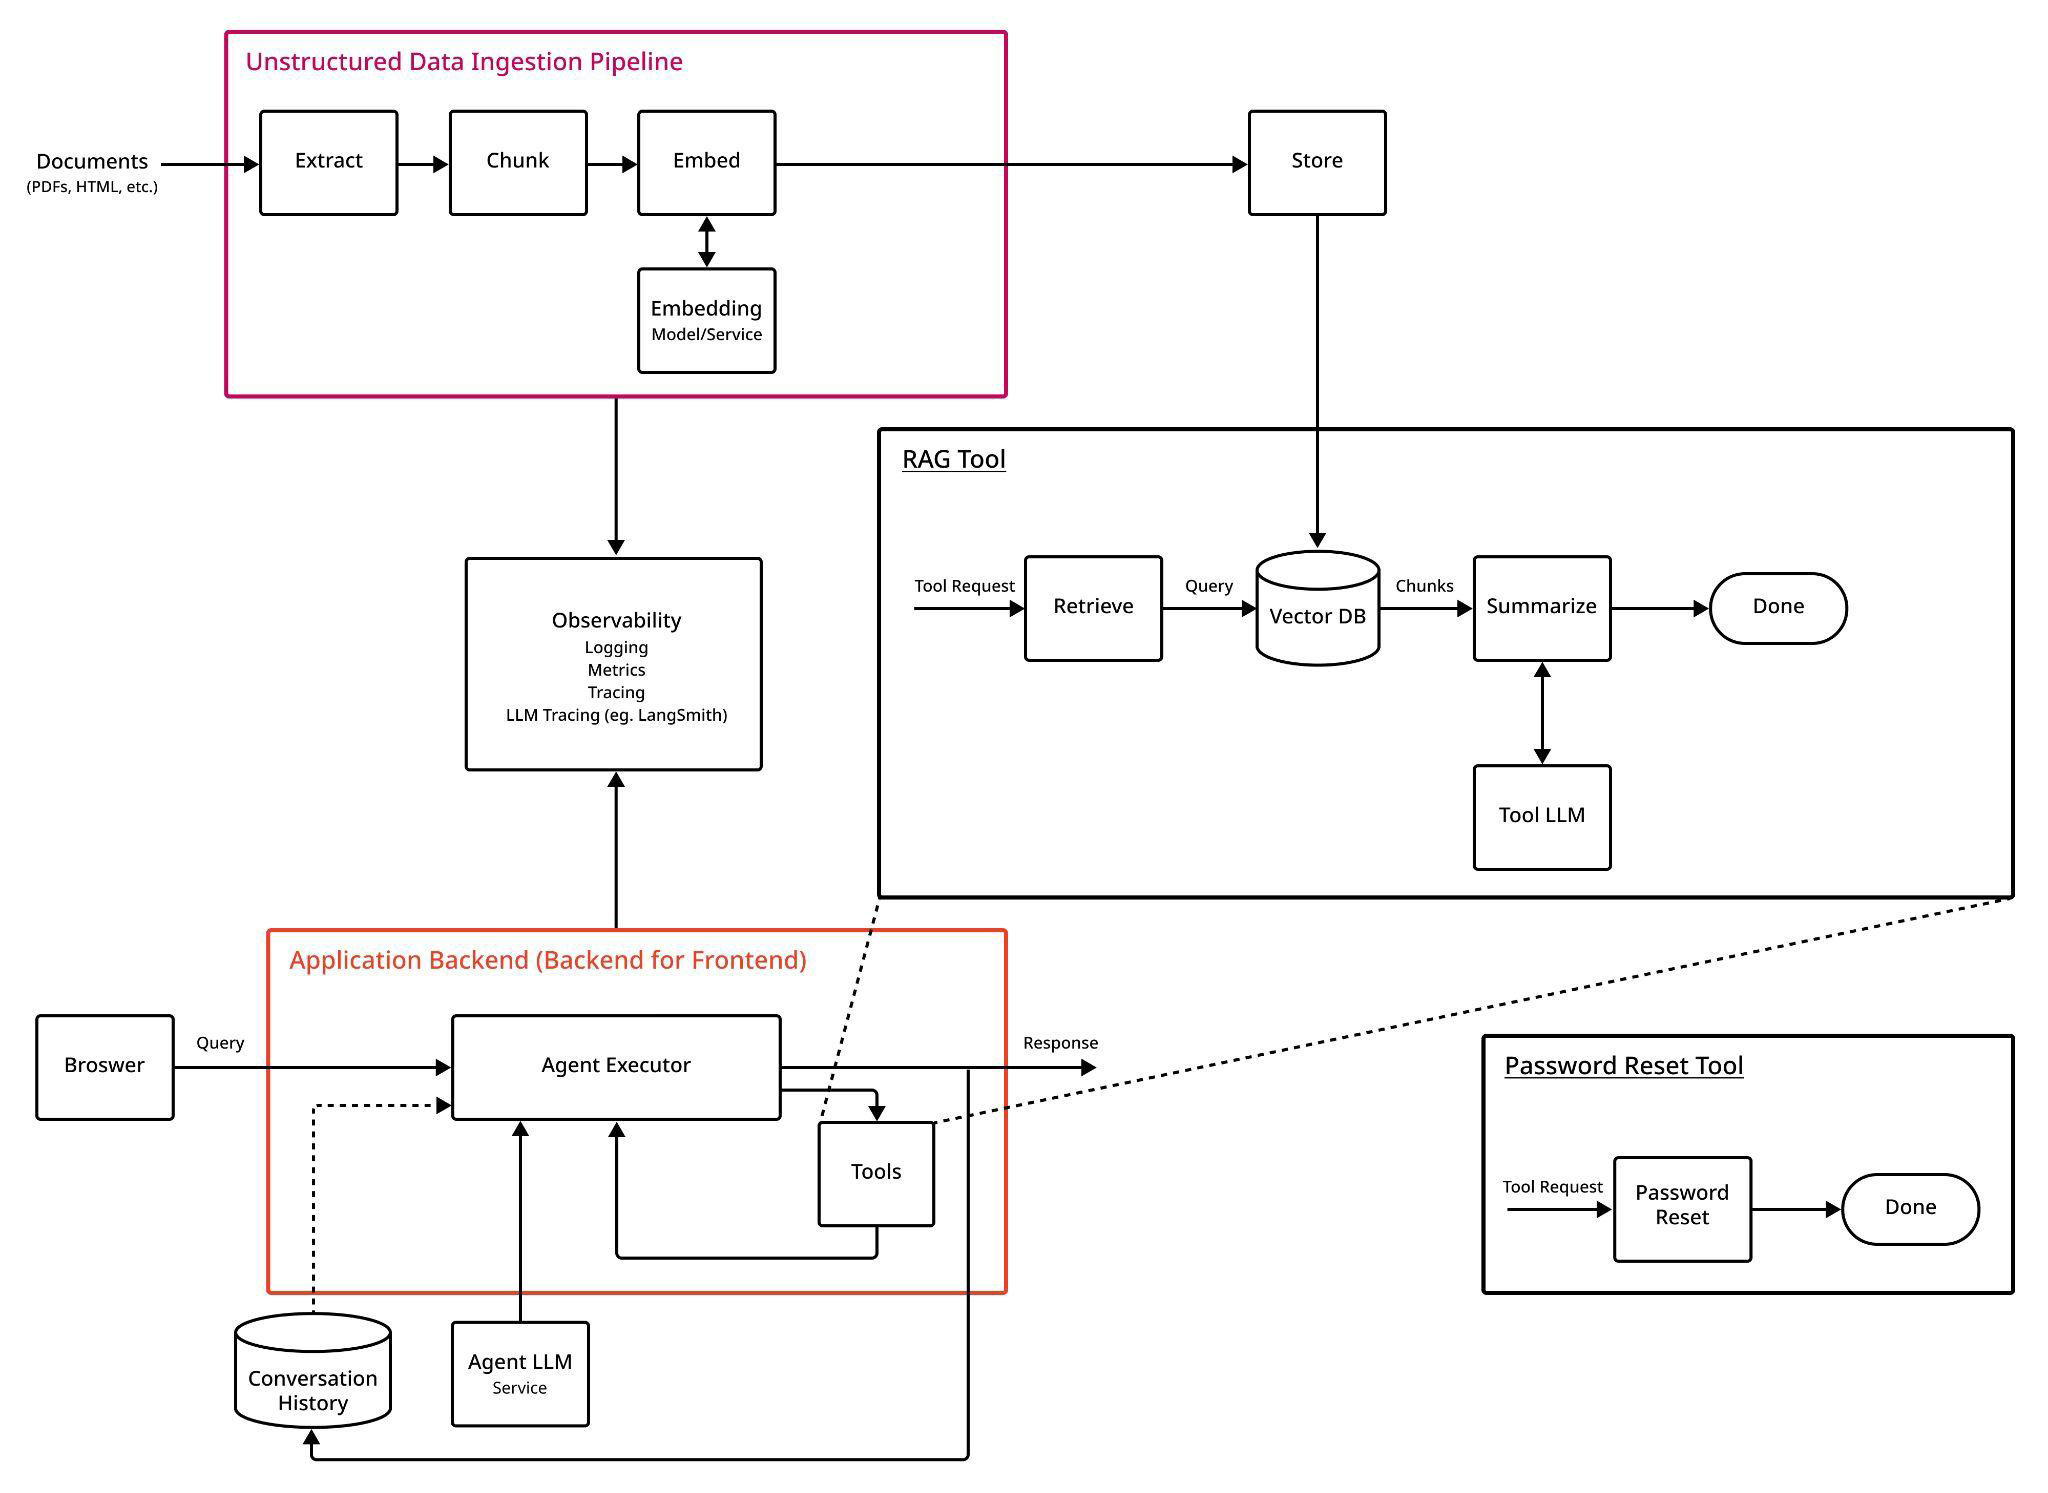 Unstructured Data Ingestion Pipeline
Documents
(PDFs, HTML, etc.)
Extract
Chunk
Embed
Store
Embedding
Model/Service
RAG Tool
Tool Request
Retrieve
Query
Vector DB
Chunks
Summarize
Done
Tool LLM
Observability
Logging
Metrics
Tracing
LLM Tracing (eg. LangSmith)
Application Backend (Backend for Frontend)
Broswer
Query
Agent Executor
Response
Tools
Conversation
History
Agent LLM
Service
Password Reset Tool
Tool Request
Password
Reset
Done